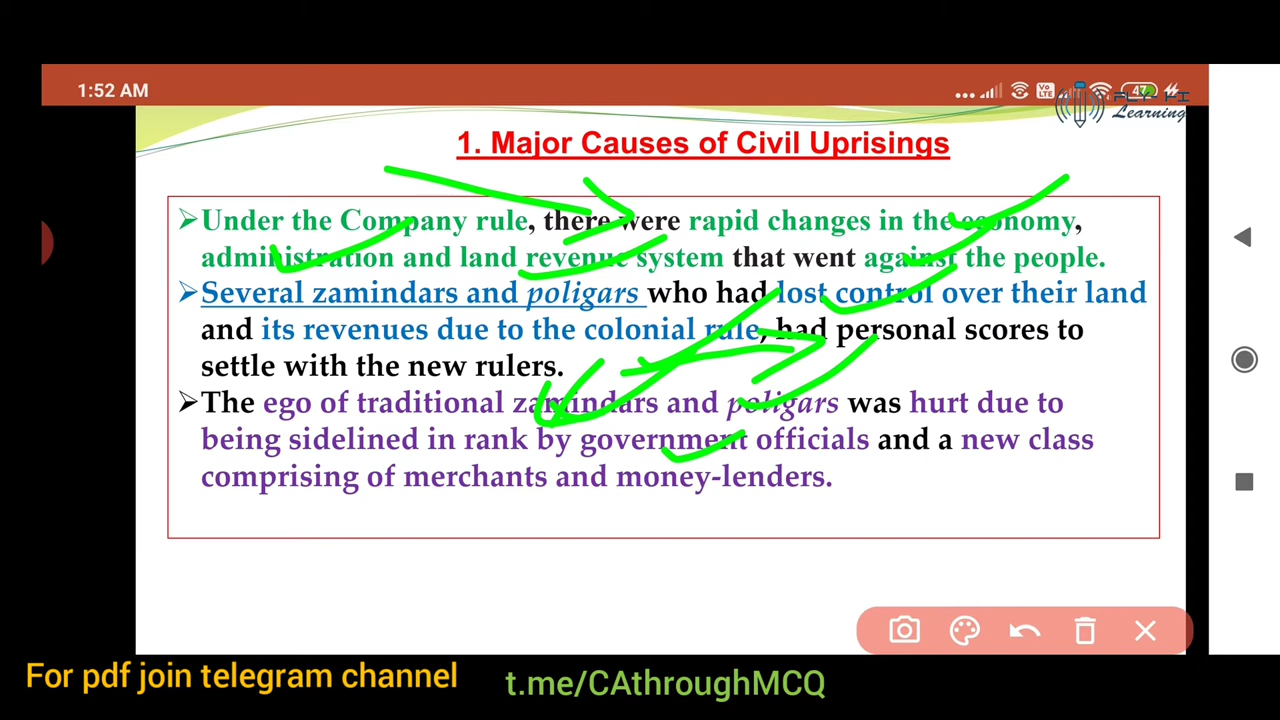 1:52 AM
Vo
LTE
47
Learning
1. Major Causes of Civil Uprisings
➢Under the Company rule, there were rapid changes in the economy,
administration and land revenue system that went against the people.
➢Several zamindars and poligars who had lost control over their land
and its revenues due to the colonial rule, had personal scores to
settle with the new rulers.
➢The ego of traditional zamindars and poligars was hurt due to
being sidelined in rank by government officials and a new class
comprising of merchants and money-lenders.
For pdf join telegram channel
t.me/CAthroughMCQ